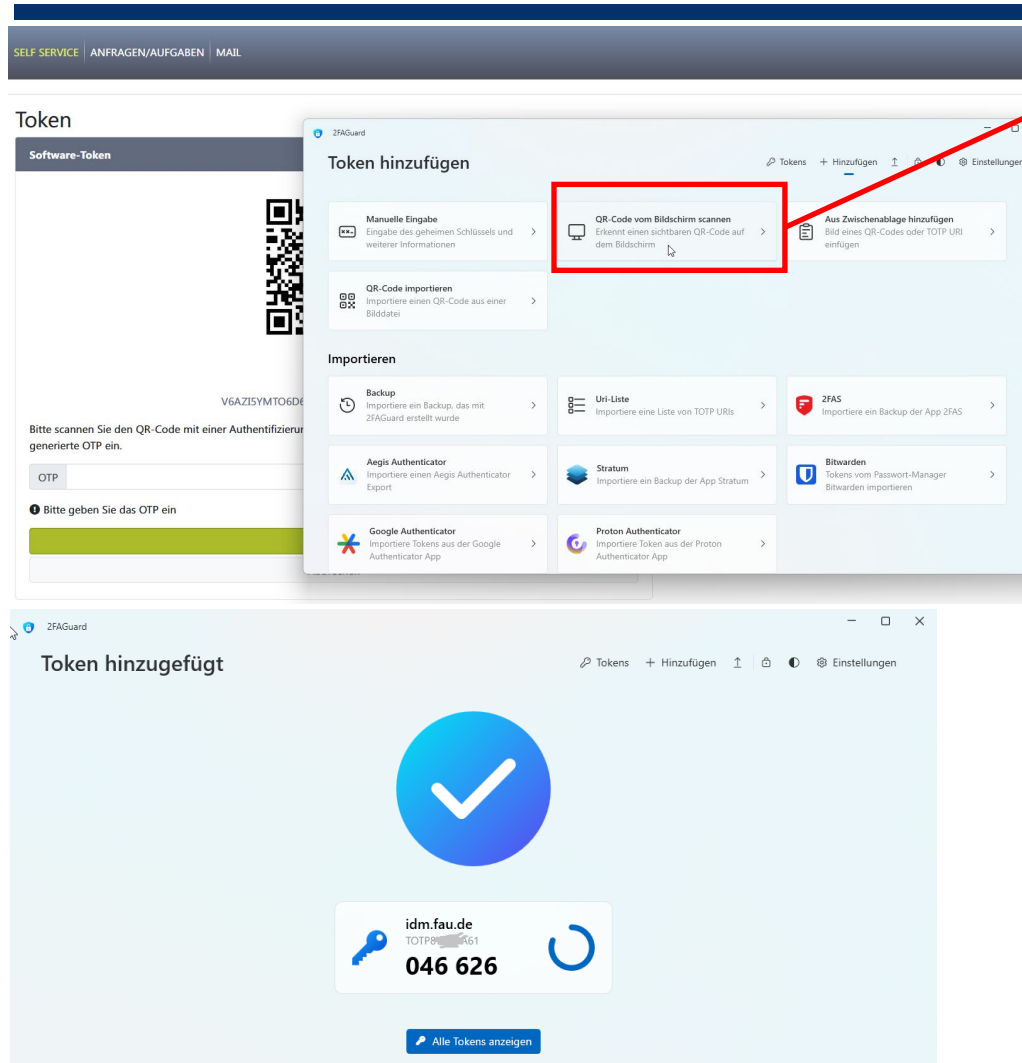 SELF SERVICE | ANFRAGEN/AUFGABEN | MAIL
Token
Software-Token
V6AZI5YMTO6D6
Bitte scannen Sie den QR-Code mit einer
generierte OTP ein.
OTP
Bitte geben Sie das OTP ein
2FAGuard
Token hinzufügen
Tokens
Hinzufügen
Einstellungen
Manuelle Eingabe
Eingabe des geheimen Schlüssels und
weiterer Informationen
QR-Code vom Bildschirm scannen
Erkennt einen sichtbaren QR-Code auf
dem Bildschirm
Aus Zwischenablage hinzufügen
Bild eines QR-Codes oder TOTP URI
einfügen
QR-Code importieren
Importiere einen QR-Code aus einer
Bilddatei
Importieren
Backup
Importiere ein Backup, das mit
2FAGuard erstellt wurde
Uri-Liste
Importiere eine Liste von TOTP URIs
2FAS
Importiere ein Backup der App 2FAS
Aegis Authenticator
Importiere einen Aegis Authenticator
Export
Stratum
Importiere ein Backup der App Stratum
Bitwarden
Tokens vom Passwort-Manager
Bitwarden importieren
Google Authenticator
Importiere Tokens aus der Google
Authenticator App
Proton Authenticator
Importiere Token aus der Proton
Authenticator App
2FAGuard
Token hinzugefügt
Tokens
Hinzufügen
Einstellungen
idm.fau.de
046 626
Alle Tokens anzeigen